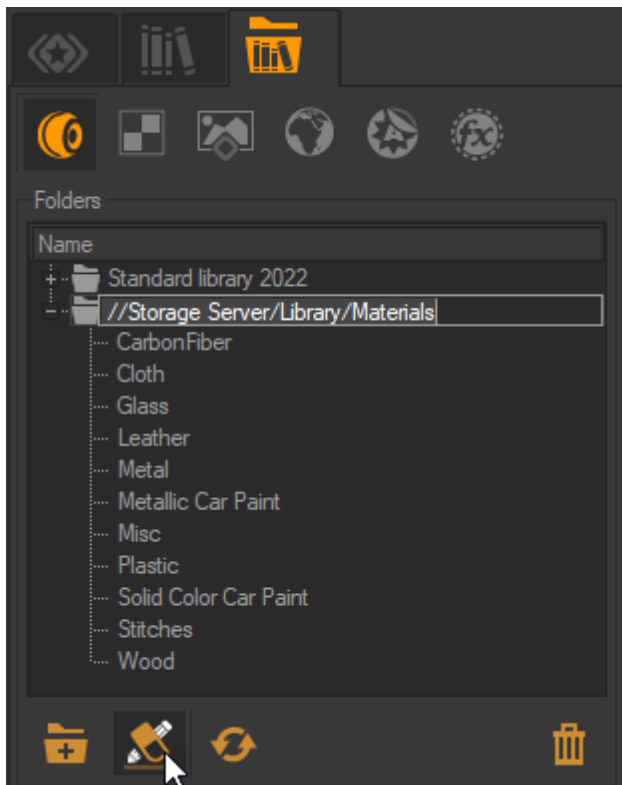 Folders
Name
Standard library 2022
//Storage Server/Library/Materials
CarbonFiber
Cloth
Glass
Leather
Metal
Metallic Car Paint
Misc
Plastic
Solid Color Car Paint
Stitches
Wood